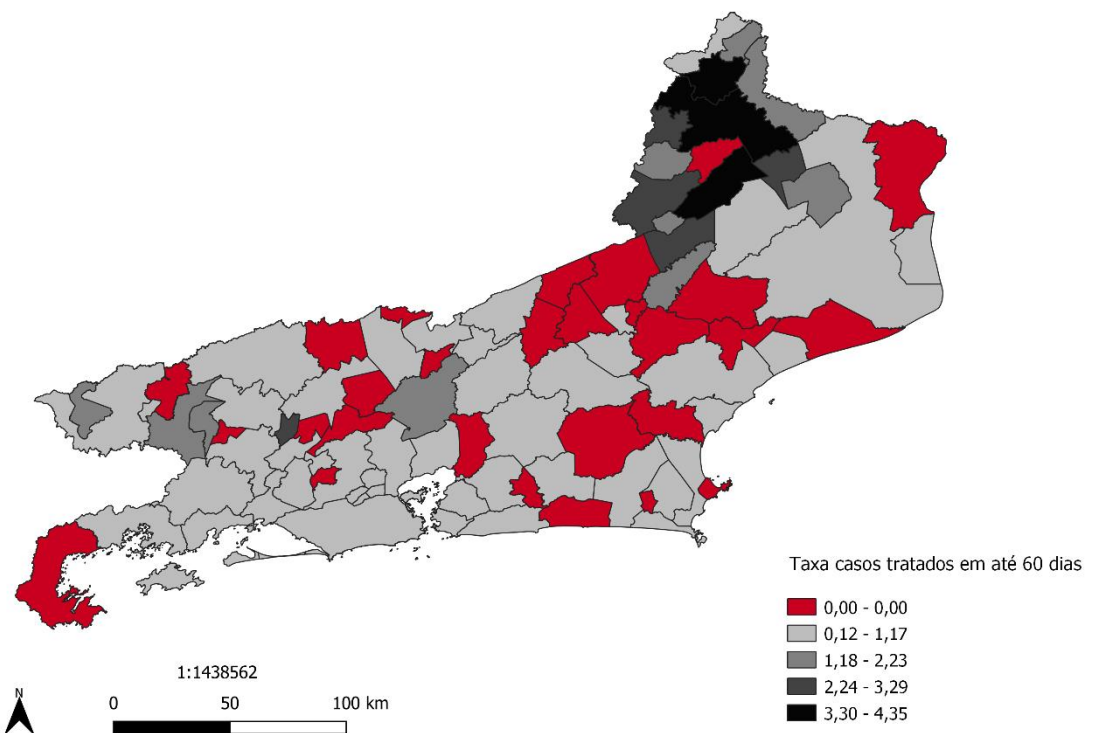 Taxa casos tratados em até 60 dias
0,00 - 0,00
0,12 - 1,17
1,18 - 2,23
2,24 - 3,29
3,30 - 4,35
1:1438562
N
0 50 100 km